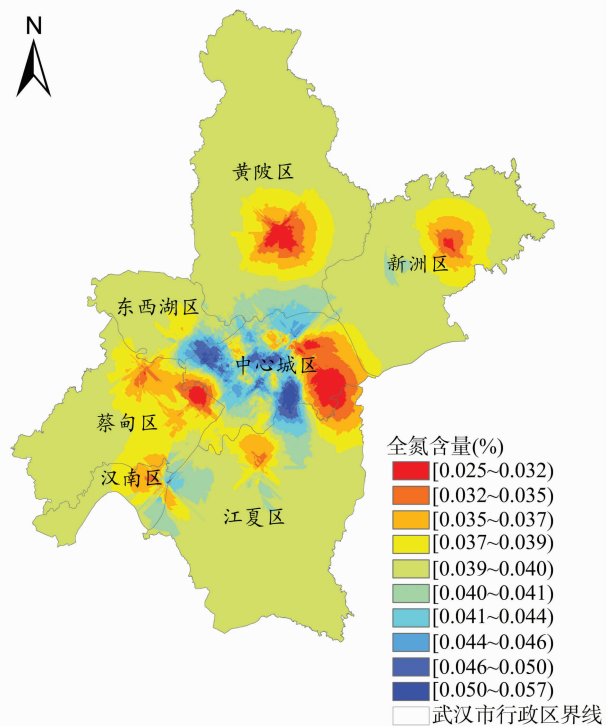 N
黄陂区
新洲区
东西湖区
中心城区
蔡甸区
汉南区
江夏区
全氮含量(%)
[0.025~0.032)
[0.032~0.035)
[0.035~0.037)
[0.037~0.039)
[0.039~0.040)
[0.040~0.041)
[0.041~0.044)
[0.044~0.046)
[0.046~0.050)
[0.050~0.057)
武汉市行政区界线